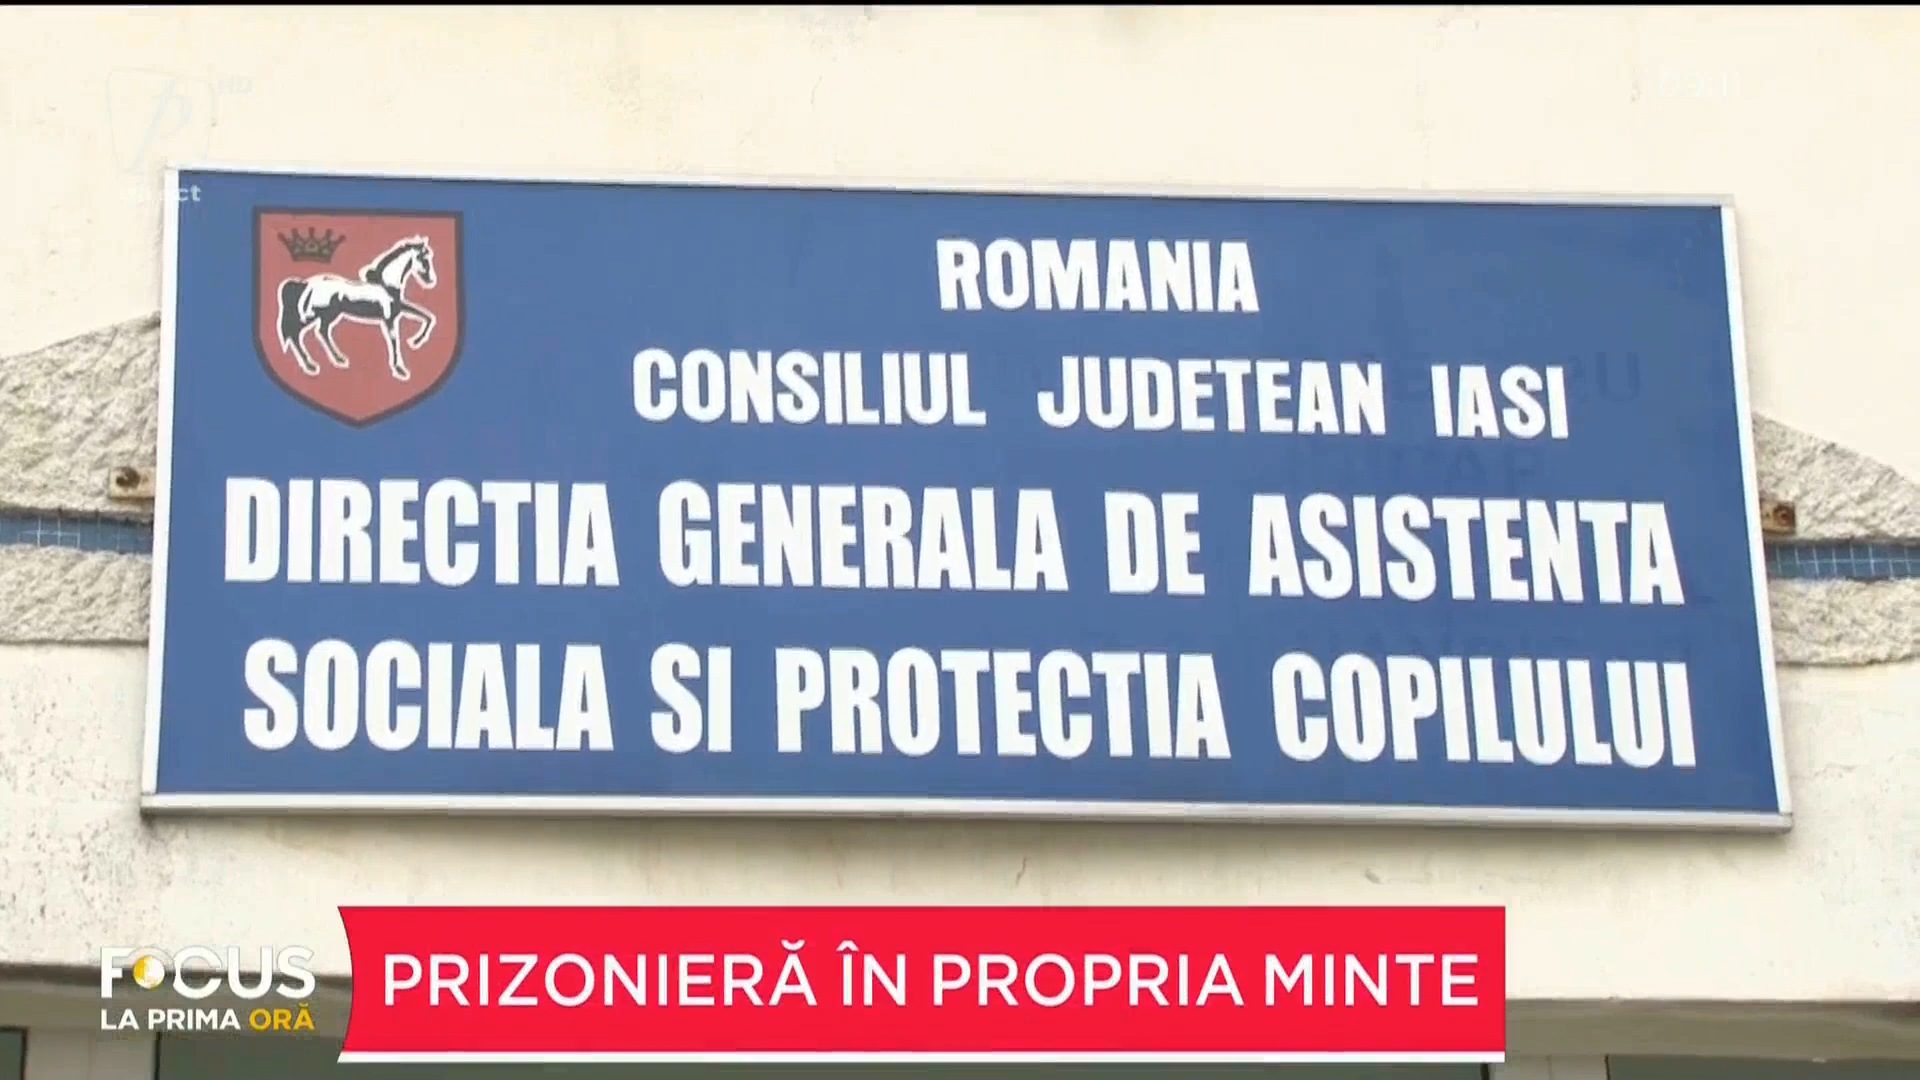 HD
ROMANIA
CONSILIUL JUDETEAN IASI
DIRECTIA GENERALA DE ASISTENTA
SOCIALA SI PROTECTIA COPILULUI
FOCUS
LA PRIMA ORĂ
PRIZONIERĂ ÎN PROPRIA MINTE